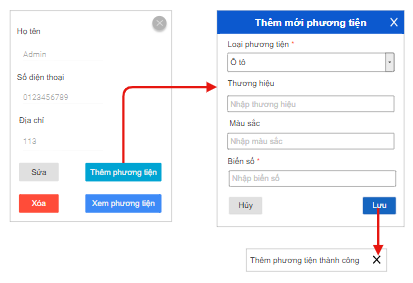 Họ tên
Admin
Số điện thoại
0123456789
Địa chỉ
113
Sửa
Thêm phương tiện
Xóa
Xem phương tiện
Thêm mới phương tiện
Loại phương tiện *
Ô tô
Thương hiệu
Nhập thương hiệu
Màu sắc
Nhập màu sắc
Biển số *
Nhập biển số
Hủy
Lưu
Thêm phương tiện thành công